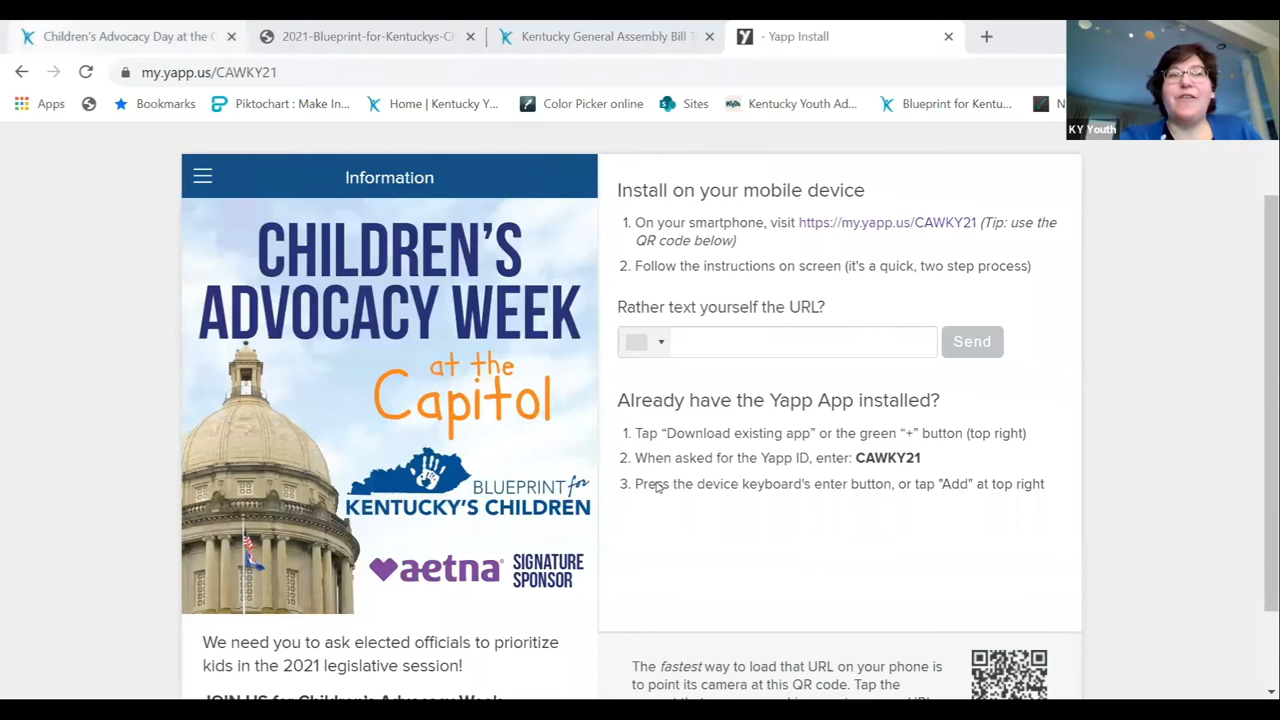 Children's Advocacy Day at the C
2021-Blueprint-for-Kentuckys-Ch
Kentucky General Assembly Bill T
- Yapp Install
my.yapp.us/CAWKY21
Apps
Bookmarks
Piktochart : Make In...
Home | Kentucky Y...
Color Picker online
Sites
Kentucky Youth Ad...
Blueprint for Kentu...
N
KY Youth
Information
CHILDREN'S
ADVOCACY WEEK
at the
Capitol
BLUEPRINT for
KENTUCKY'S CHILDREN
aetna® SIGNATURE
SPONSOR
We need you to ask elected officials to prioritize
kids in the 2021 legislative session!
JOIN US for Children's Advocacy Week
Install on your mobile device
1. On your smartphone, visit https://my.yapp.us/CAWKY21 (Tip: use the
QR code below)
2. Follow the instructions on screen (it's a quick, two step process)
Rather text yourself the URL?
Send
Already have the Yapp App installed?
1. Tap “Download existing app” or the green “+” button (top right)
2. When asked for the Yapp ID, enter: CAWKY21
3. Press the device keyboard's enter button, or tap "Add" at top right
The fastest way to load that URL on your phone is
to point its camera at this QR code. Tap the